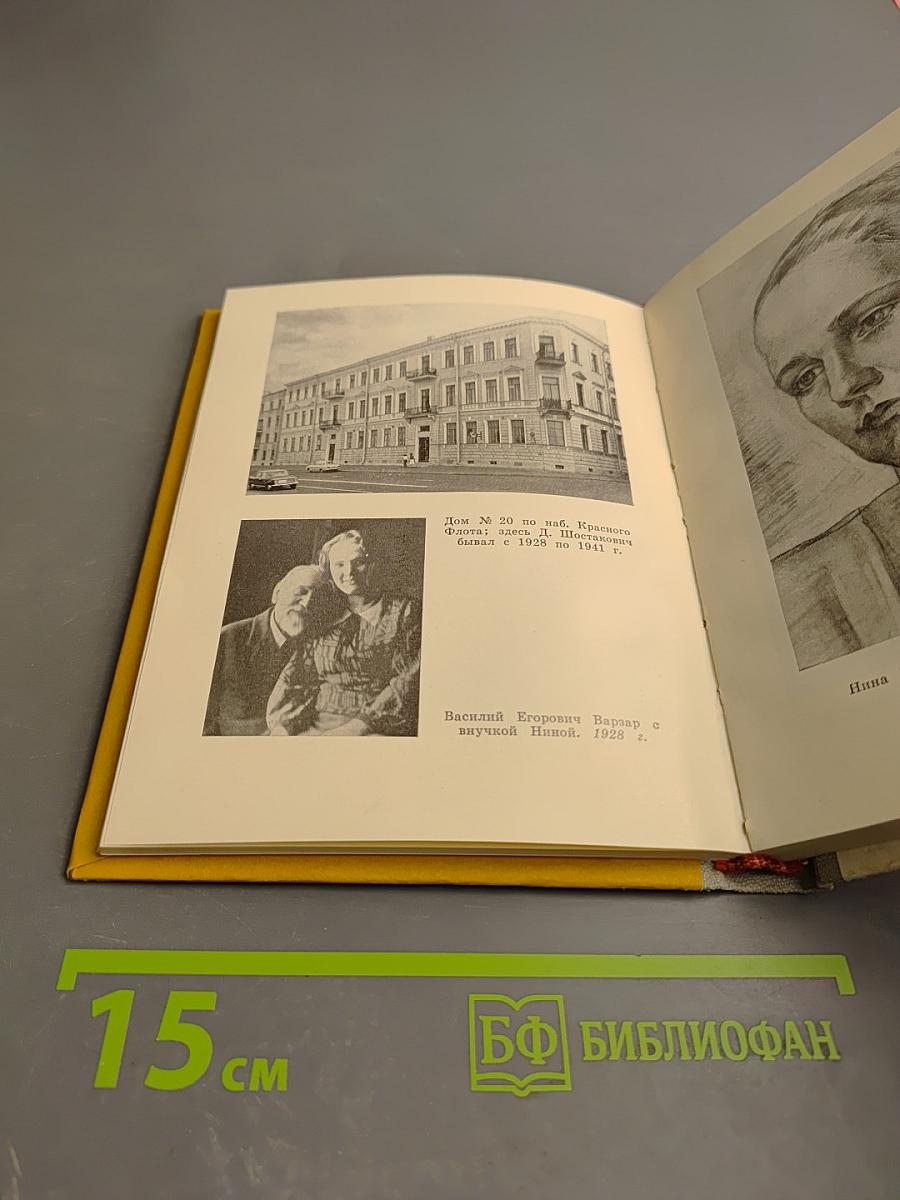 Дом № 20 по наб. Красного
Флота; здесь Д. Шостакович
бывал с 1928 по 1941 г.
Василий Егорович Варзар с
внучкой Ниной. 1928 г.
Нина
15 см
БФ БИБЛИОФАН